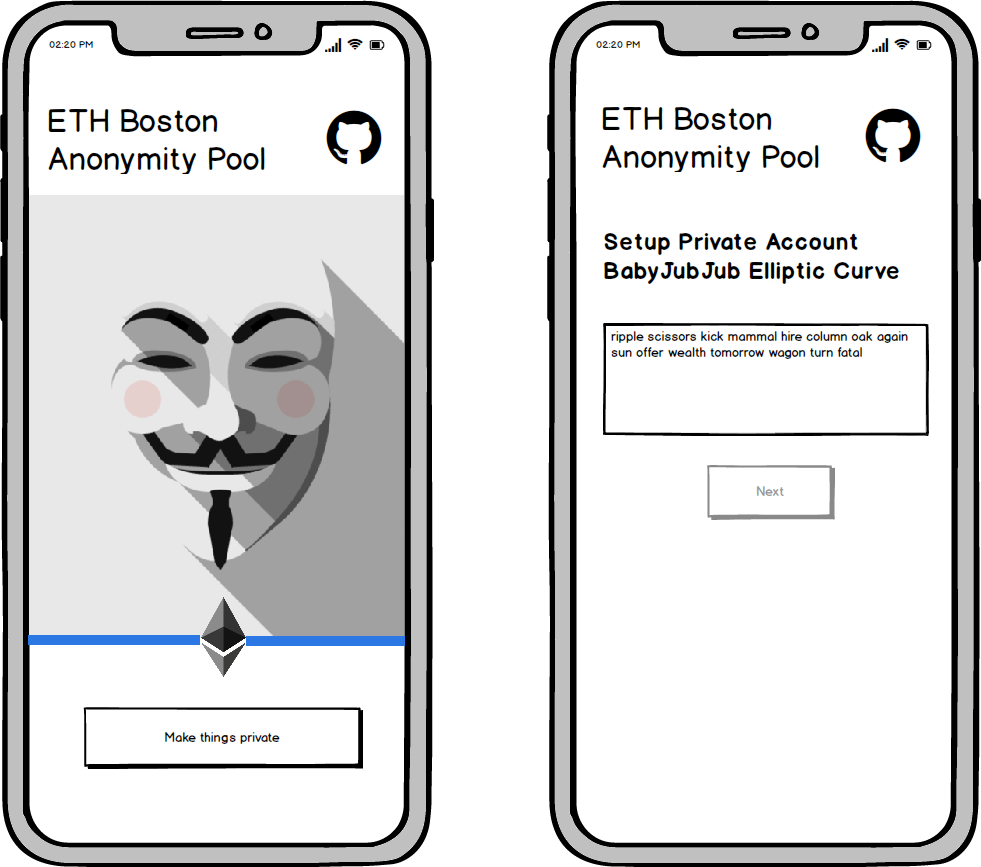 02:20 PM
ETH Boston
Anonymity Pool
Make things private
02:20 PM
ETH Boston
Anonymity Pool
Setup Private Account
BabyJubJub Elliptic Curve
ripple scissors kick mammal hire column oak again
sun offer wealth tomorrow wagon turn fatal
Next